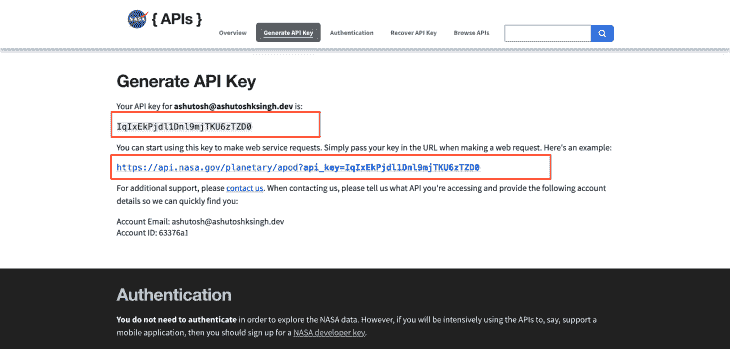 NASA { APIs }
Overview Generate API Key Authentication Recover API Key Browse APIs
Generate API Key
Your API key for ashutosh@ashutoshksingh.dev is:
IqIxEkPjdl1Dnl9mjTKU6zTZD0
You can start using this key to make web service requests. Simply pass your key in the URL when making a web request. Here's an example:
https://api.nasa.gov/planetary/apod?api_key=IqIxEkPjdl1Dnl9mjTKU6zTZD0
For additional support, please contact us. When contacting us, please tell us what API you're accessing and provide the following account
details so we can quickly find you:
Account Email: ashutosh@ashutoshksingh.dev
Account ID: 63376a1
Authentication
You do not need to authenticate in order to explore the NASA data. However, if you will be intensively using the APIs to, say, support a
mobile application, then you should sign up for a NASA developer key.